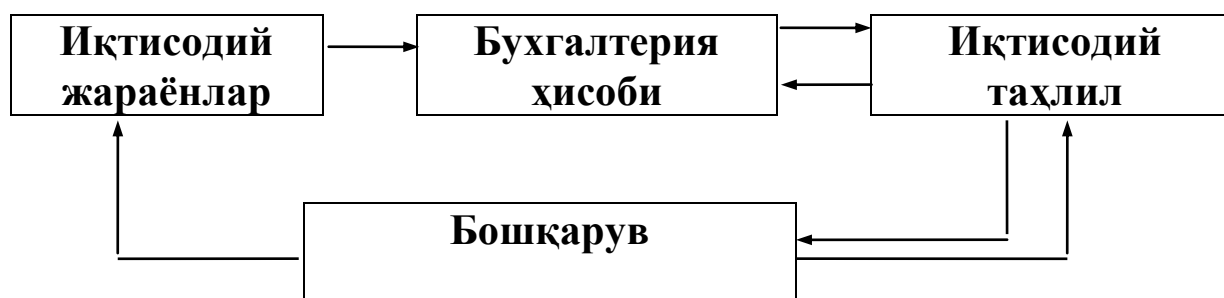 Иқтисодий
жараёнлар
Бухгалтерия
ҳисоби
Иқтисодий
таҳлил
Бошқарув